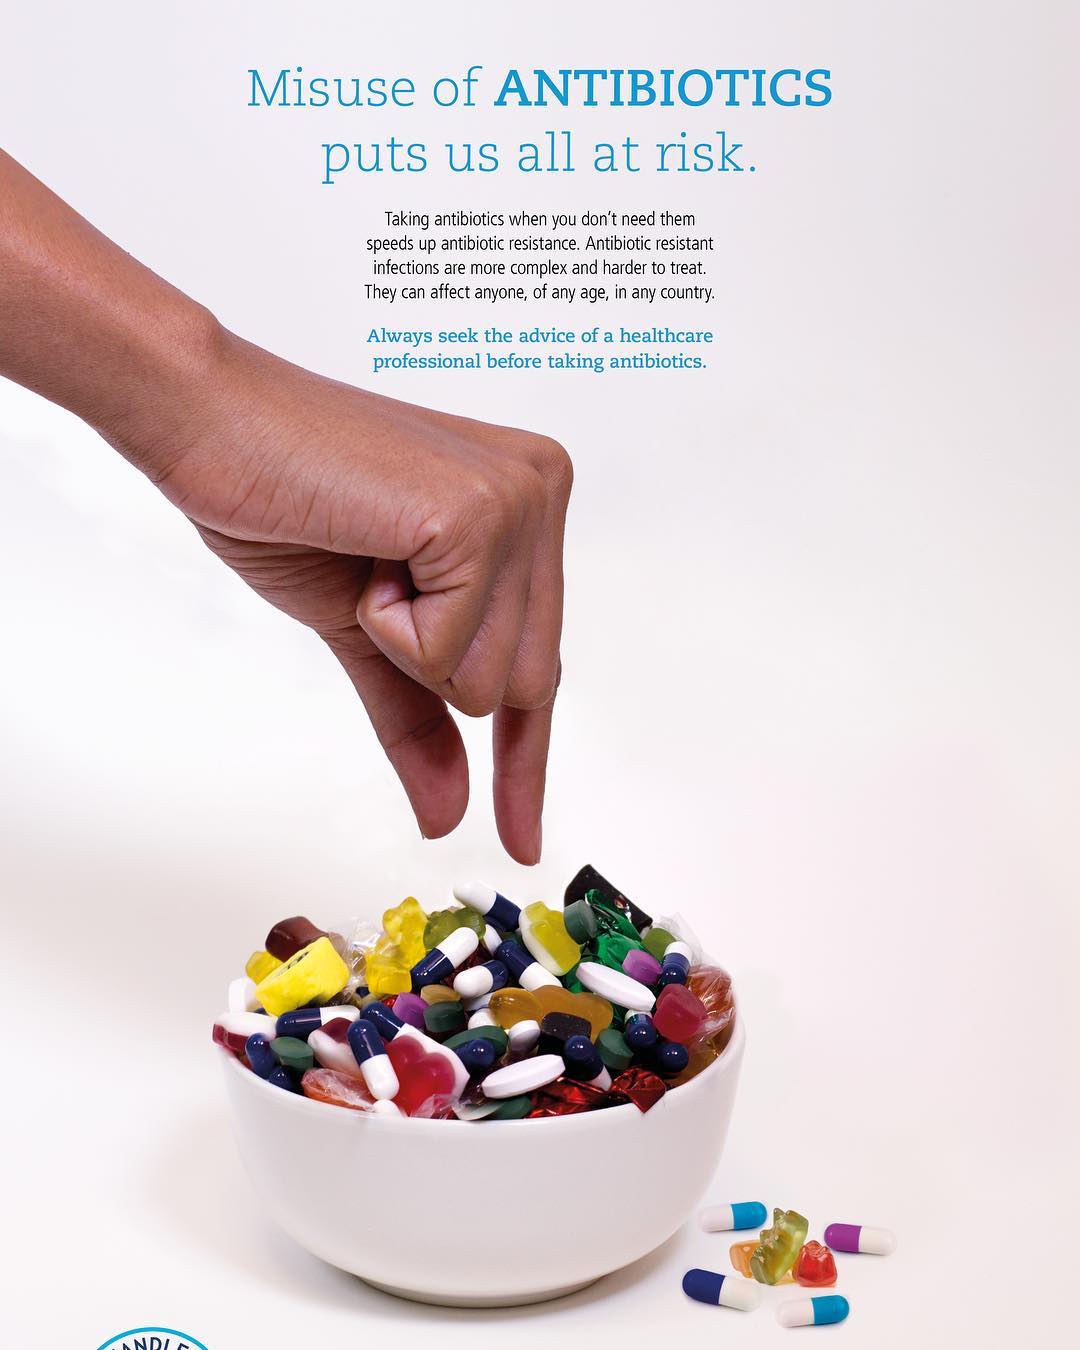 Misuse of ANTIBIOTICS
puts us all at risk.
Taking antibiotics when you don't need them
speeds up antibiotic resistance. Antibiotic resistant
infections are more complex and harder to treat.
They can affect anyone, of any age, in any country.
Always seek the advice of a healthcare
professional before taking antibiotics.